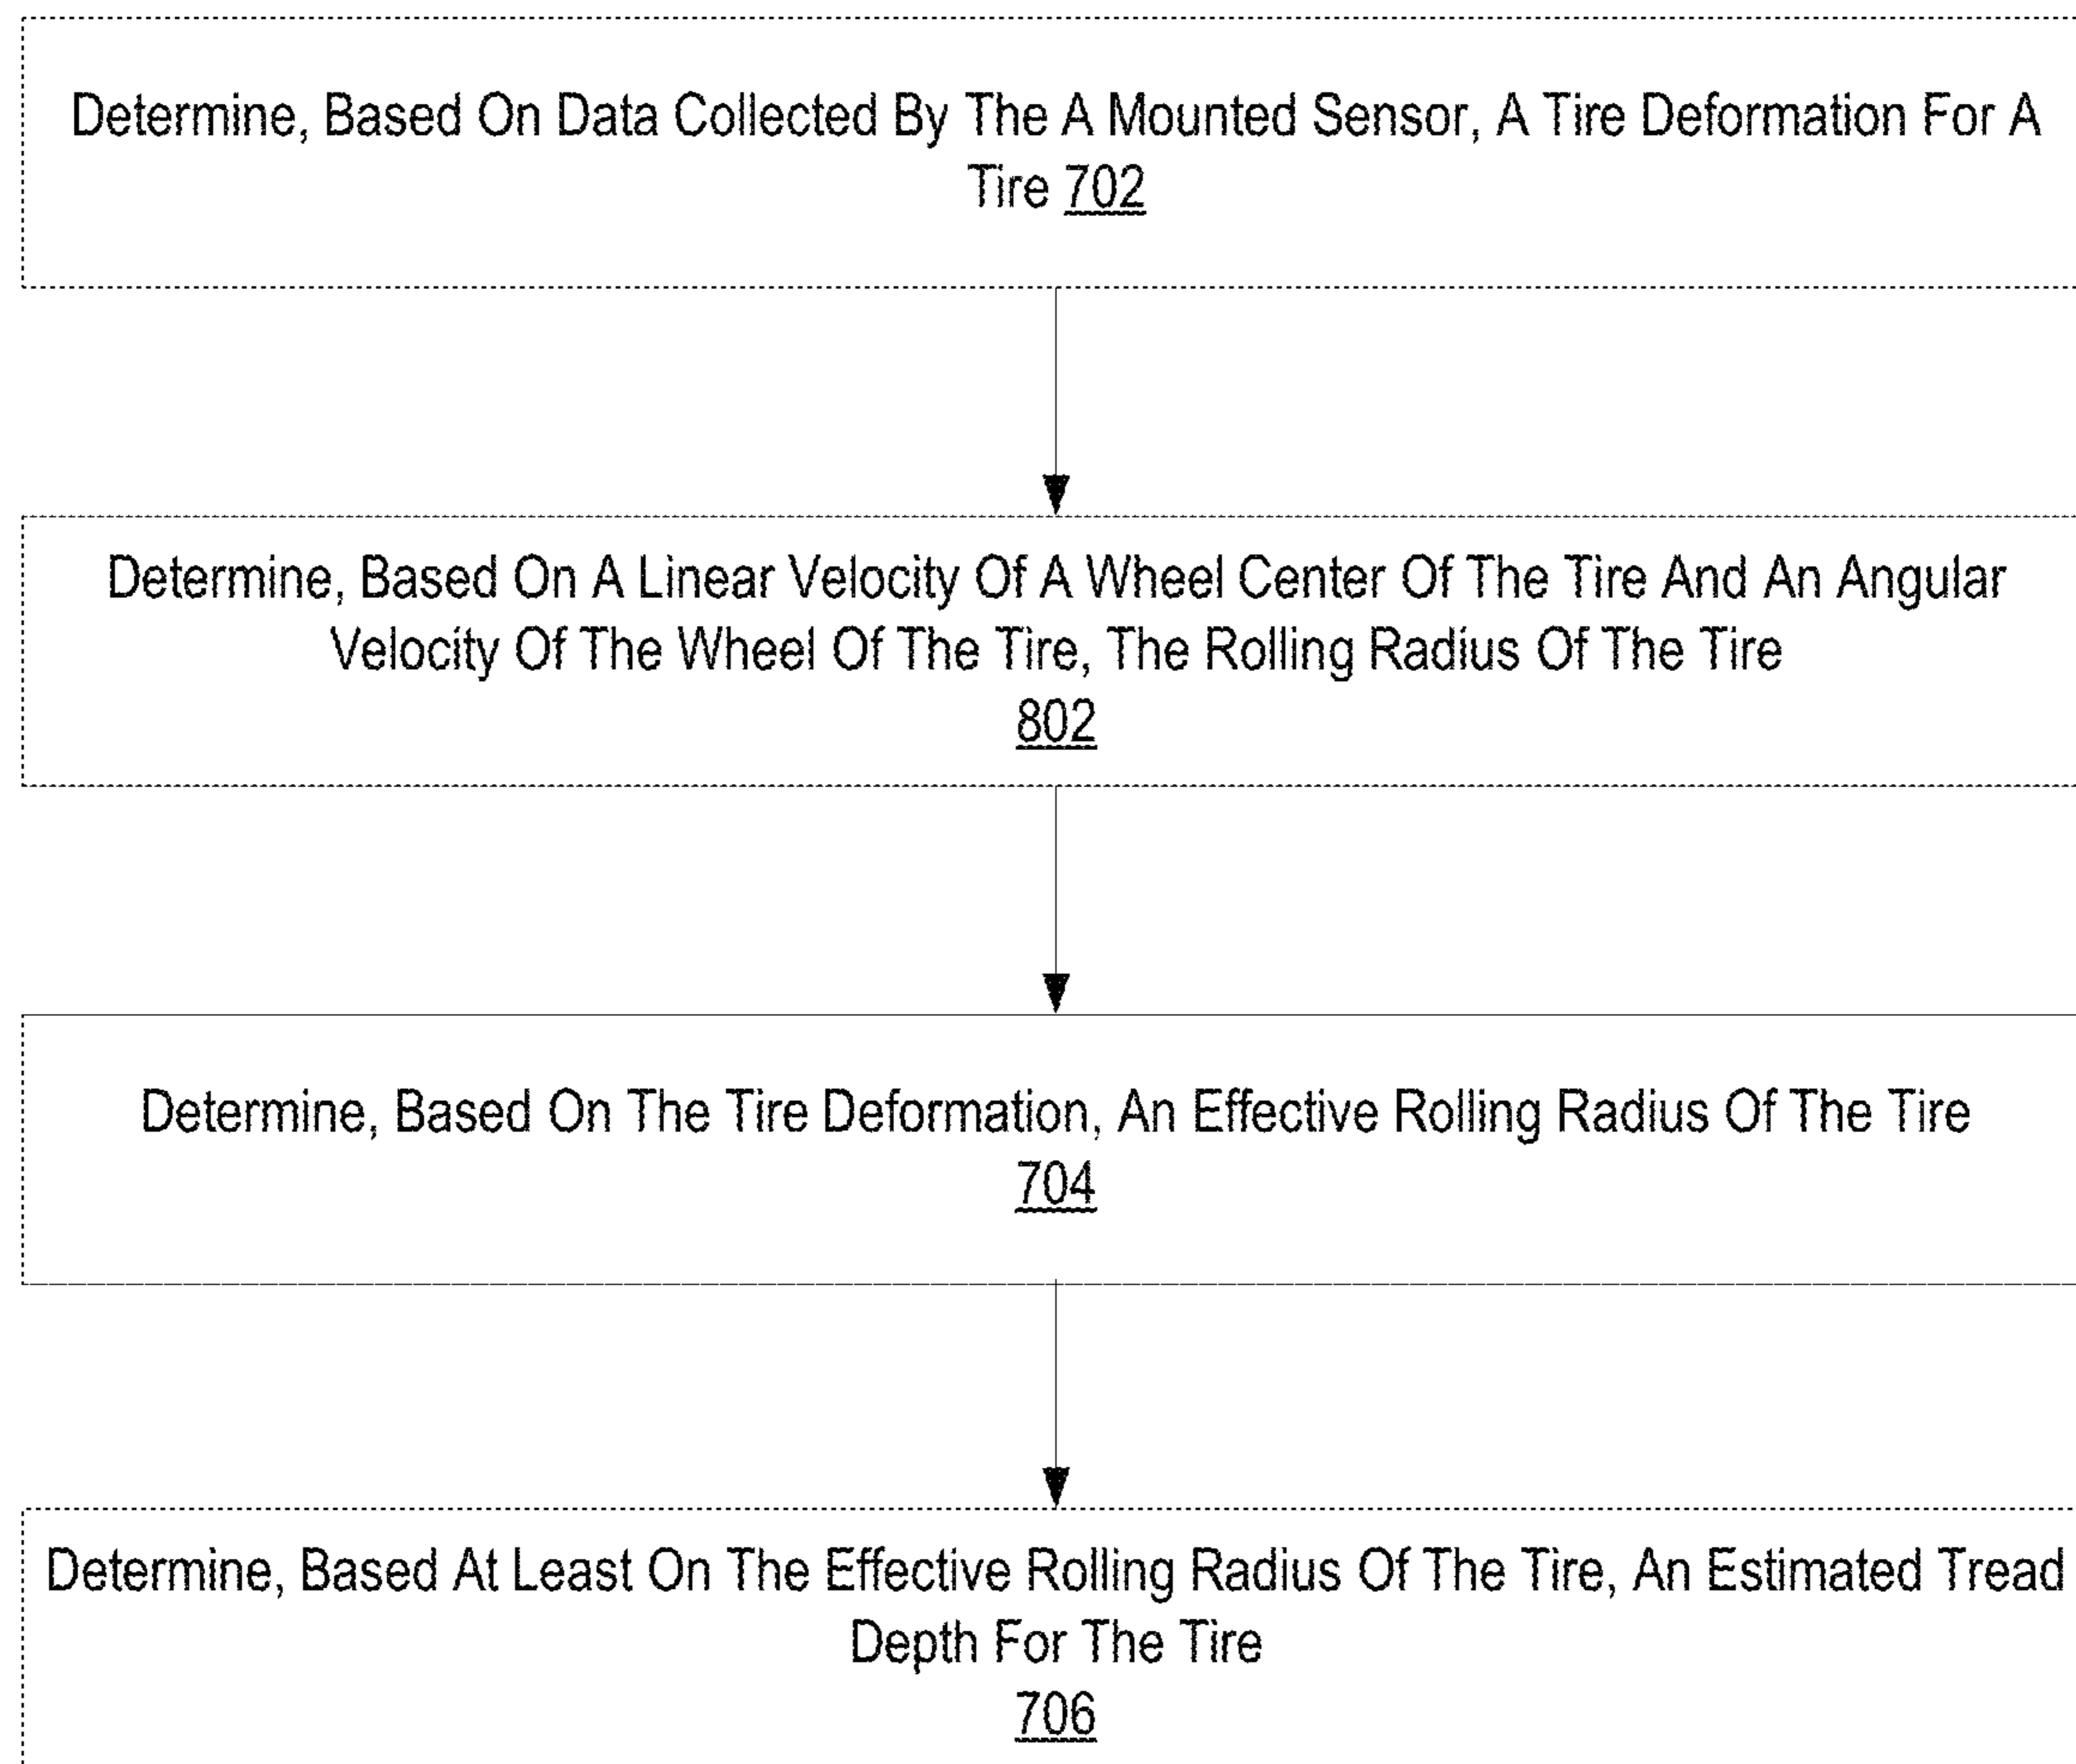 Determine, Based On Data Collected By The A Mounted Sensor, A Tire Deformation For A
Tire 702
Determine, Based On A Linear Velocity Of A Wheel Center Of The Tire And An Angular
Velocity Of The Wheel Of The Tire, The Rolling Radius Of The Tire
802
Determine, Based On The Tire Deformation, An Effective Rolling Radius Of The Tire
704
Determine, Based At Least On The Effective Rolling Radius Of The Tire, An Estimated Tread
Depth For The Tire
706